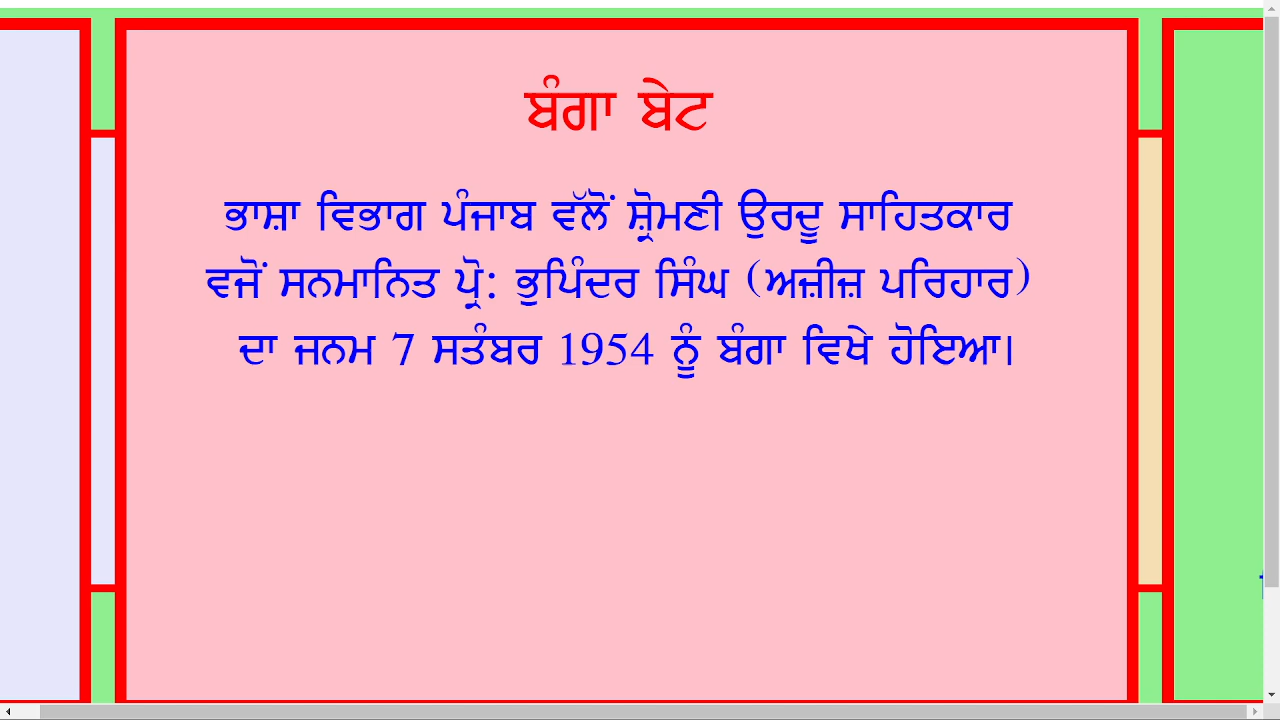 ਬੰਗਾ ਬੇਟ
ਭਾਸ਼ਾ ਵਿਭਾਗ ਪੰਜਾਬ ਵੱਲੋਂ ਸ਼੍ਰੋਮਣੀ ਉਰਦੂ ਸਾਹਿਤਕਾਰ
ਵਜੋਂ ਸਨਮਾਨਿਤ ਪ੍ਰੋ: ਭੁਪਿੰਦਰ ਸਿੰਘ (ਅਜ਼ੀਜ਼ ਪਰਿਹਾਰ)
ਦਾ ਜਨਮ 7 ਸਤੰਬਰ 1954 ਨੂੰ ਬੰਗਾ ਵਿਖੇ ਹੋਇਆ।